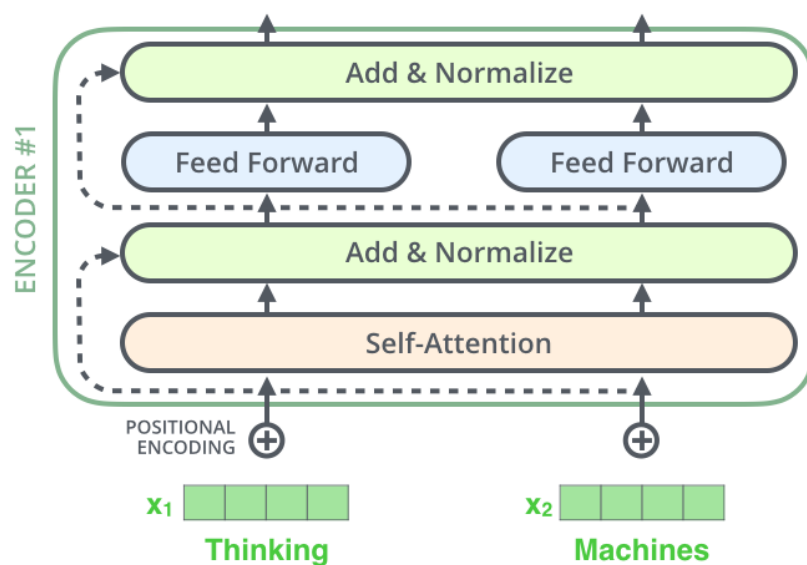 ENCODER #1
Add & Normalize
Feed Forward
Feed Forward
Add & Normalize
Self-Attention
POSITIONAL
ENCODING
x1
x2
Thinking
Machines